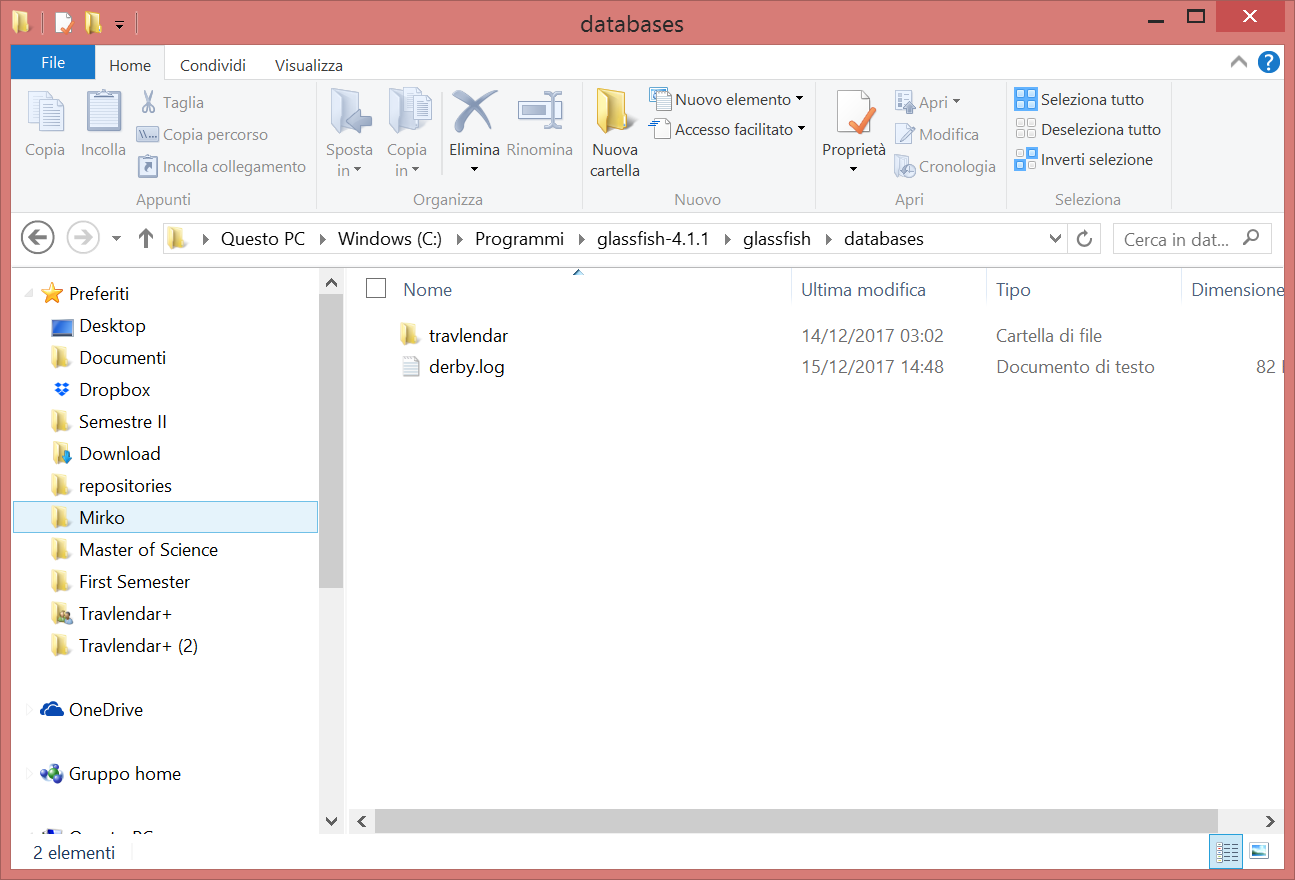 databases
File Home Condividi Visualizza
Copia
Incolla
Taglia
Copia percorso
Incolla collegamento
Appunti
Sposta in
Copia in
Elimina
Rinomina
Organizza
Nuova cartella
Nuovo elemento
Accesso facilitato
Nuovo
Proprietà
Apri
Modifica
Cronologia
Apri
Seleziona tutto
Deseleziona tutto
Inverti selezione
Seleziona
Questo PC Windows (C:) Programmi glassfish-4.1.1 glassfish databases
Cerca in dat...
Preferiti
Desktop
Documenti
Dropbox
Semestre II
Download
repositories
Mirko
Master of Science
First Semester
Travlendar+
Travlendar+ (2)
OneDrive
Gruppo home
Questo PC
Nome Ultima modifica Tipo Dimensione
travlendar 14/12/2017 03:02 Cartella di file
derby.log 15/12/2017 14:48 Documento di testo 82
2 elementi